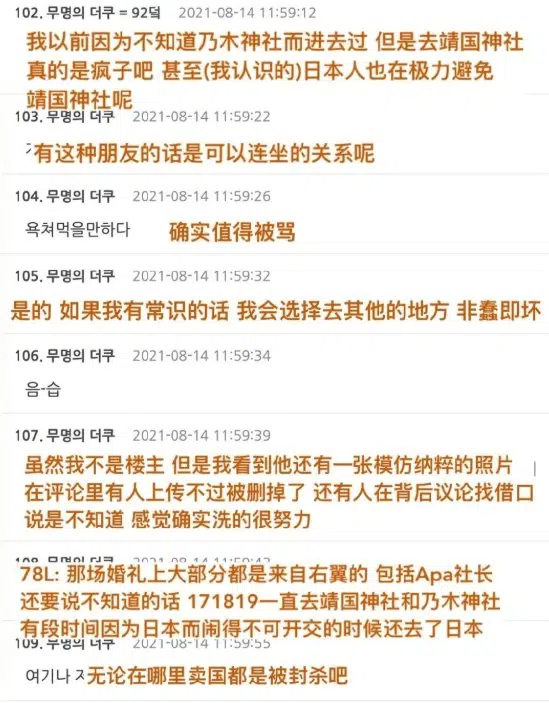 102. 무명의 더쿠 = 92덕 2021-08-14 11:59:12
我以前因为不知道乃木神社而进去过 但是去靖国神社
真的是疯子吧 甚至(我认识的)日本人也在极力避免
靖国神社呢
103. 무명의 더쿠 2021-08-14 11:59:22
有这种朋友的话是可以连坐的关系呢
104. 무명의 더쿠 2021-08-14 11:59:26
욕쳐먹을만하다 确实值得被骂
105. 무명의 더쿠 2021-08-14 11:59:32
是的 如果我有常识的话 我会选择去其他的地方 非蠢即坏
106. 무명의 더쿠 2021-08-14 11:59:34
음-습
107. 무명의 더쿠 2021-08-14 11:59:39
虽然我不是楼主 但是我看到他还有一张模仿纳粹的照片
在评论里有人上传不过被删掉了 还有人在背后议论找借口
说是不知道 感觉确实洗的很努力
108. 무명의 더쿠 2021-08-14 11:59:43
78L: 那场婚礼上大部分都是来自右翼的 包括Apa社长
还要说不知道的话 171819一直去靖国神社和乃木神社
有段时间因为日本而闹得不可开交的时候还去了日本
109. 무명의 더쿠 2021-08-14 11:59:55
여기나 无论在哪里卖国都是被封杀吧